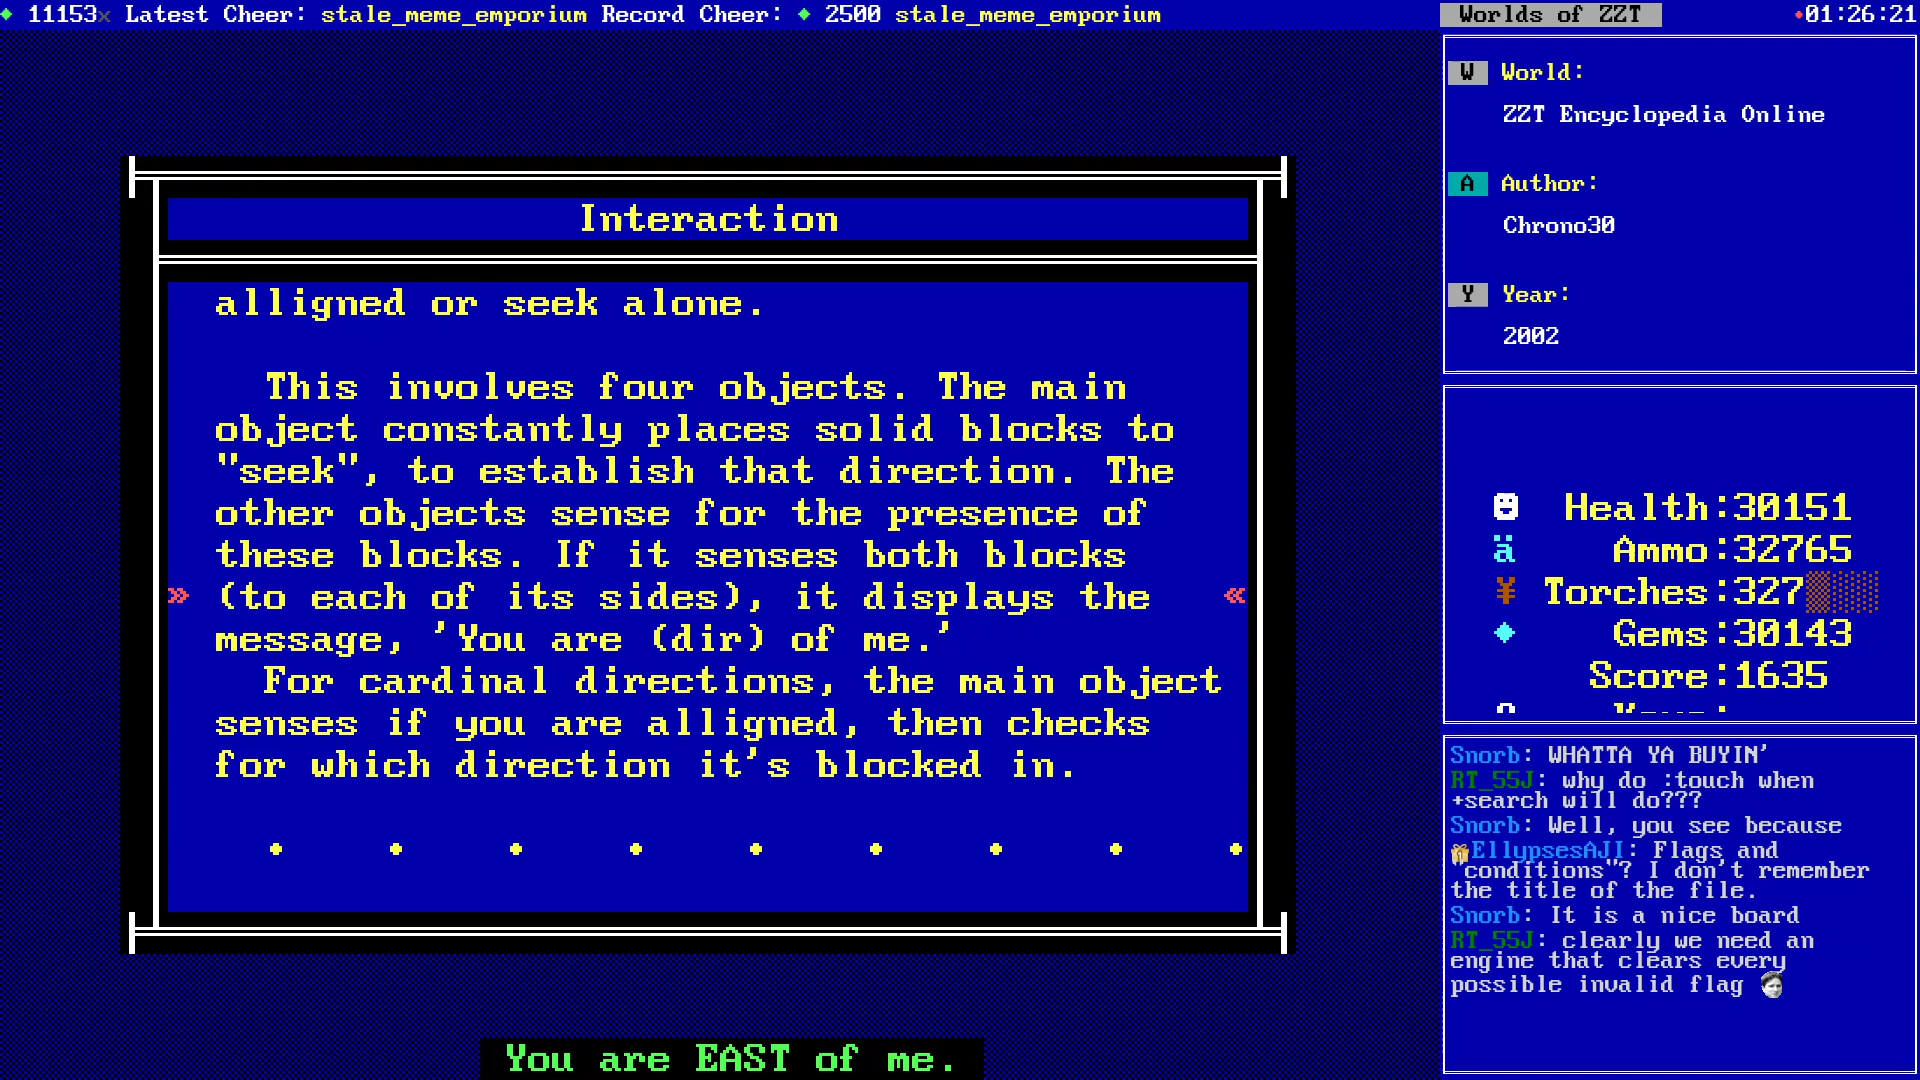 11153x Latest Cheer: stale_meme_emporium Record Cheer: 2500 stale_meme_emporium
Worlds of ZZT
01:26:21
Interaction
alligned or seek alone.
This involves four objects. The main
object constantly places solid blocks to
"seek", to establish that direction. The
other objects sense for the presence of
these blocks. If it senses both blocks
» (to each of its sides), it displays the «
message, 'You are (dir) of me.'
For cardinal directions, the main object
senses if you are alligned, then checks
for which direction it's blocked in.
You are EAST of me.
W World:
ZZT Encyclopedia Online
A Author:
Chrono30
Y Year:
2002
Health:30151
Ammo:32765
Torches:327
Gems:30143
Score:1635
Snorb: WHATTA YA BUYIN'
RT_55J: why do :touch when
+search will do???
Snorb: Well, you see because
EllypsesAJI: Flags and
"conditions"? I don't remember
the title of the file.
Snorb: It is a nice board
RT_55J: clearly we need an
engine that clears every
possible invalid flag